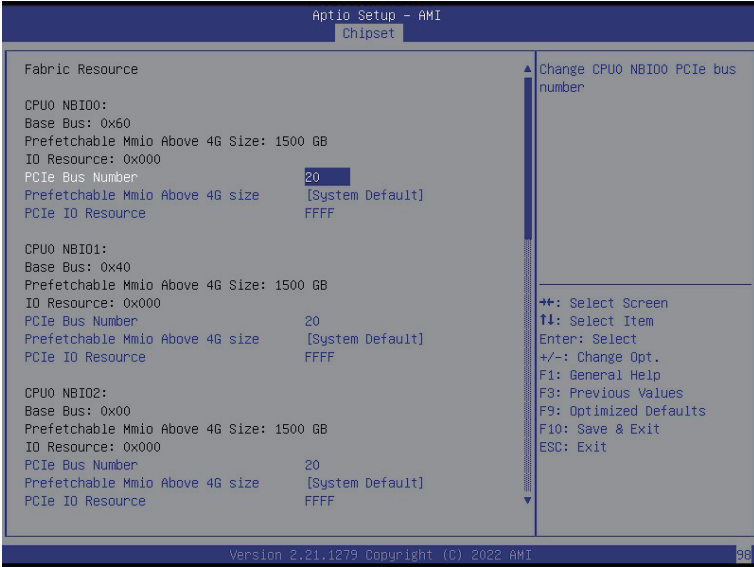 Aptio Setup – AMI
Chipset
Fabric Resource
CPU0 NBIO0:
Base Bus: 0x60
Prefetchable Mmio Above 4G Size: 1500 GB
IO Resource: 0x000
PCIe Bus Number 20
Prefetchable Mmio Above 4G size [System Default]
PCIe IO Resource FFFF
CPU0 NBIO1:
Base Bus: 0x40
Prefetchable Mmio Above 4G Size: 1500 GB
IO Resource: 0x000
PCIe Bus Number 20
Prefetchable Mmio Above 4G size [System Default]
PCIe IO Resource FFFF
CPU0 NBIO2:
Base Bus: 0x00
Prefetchable Mmio Above 4G Size: 1500 GB
IO Resource: 0x000
PCIe Bus Number 20
Prefetchable Mmio Above 4G size [System Default]
PCIe IO Resource FFFF
Change CPU0 NBIO0 PCIe bus
number
→←: Select Screen
↑↓: Select Item
Enter: Select
+/-: Change Opt.
F1: General Help
F3: Previous Values
F9: Optimized Defaults
F10: Save & Exit
ESC: Exit
Version 2.21.1279 Copyright (C) 2022 AMI
98